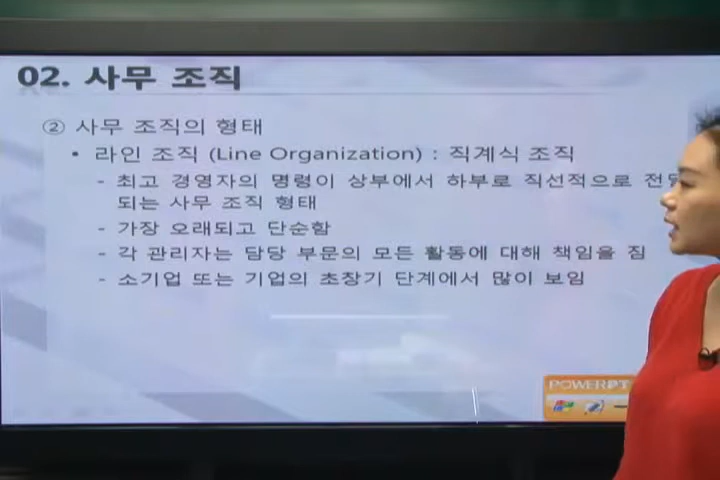 02. 사무 조직
② 사무 조직의 형태
• 라인 조직 (Line Organization) : 직계식 조직
- 최고 경영자의 명령이 상부에서 하부로 직선적으로
되는 사무 조직 형태
- 가장 오래되고 단순함
- 각 관리자는 담당 부문의 모든 활동에 대해 책임을 짐
- 소기업 또는 기업의 초창기 단계에서 많이 보임
POWERPT